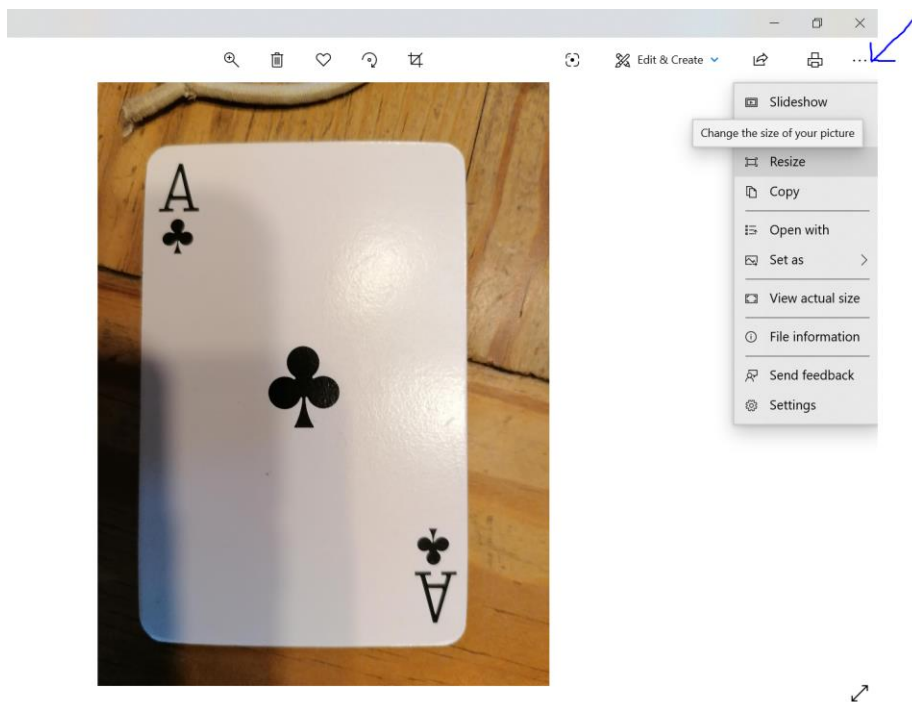 Edit & Create
Slideshow
Change the size of your picture
Resize
Copy
Open with
Set as
View actual size
File information
Send feedback
Settings
A
A